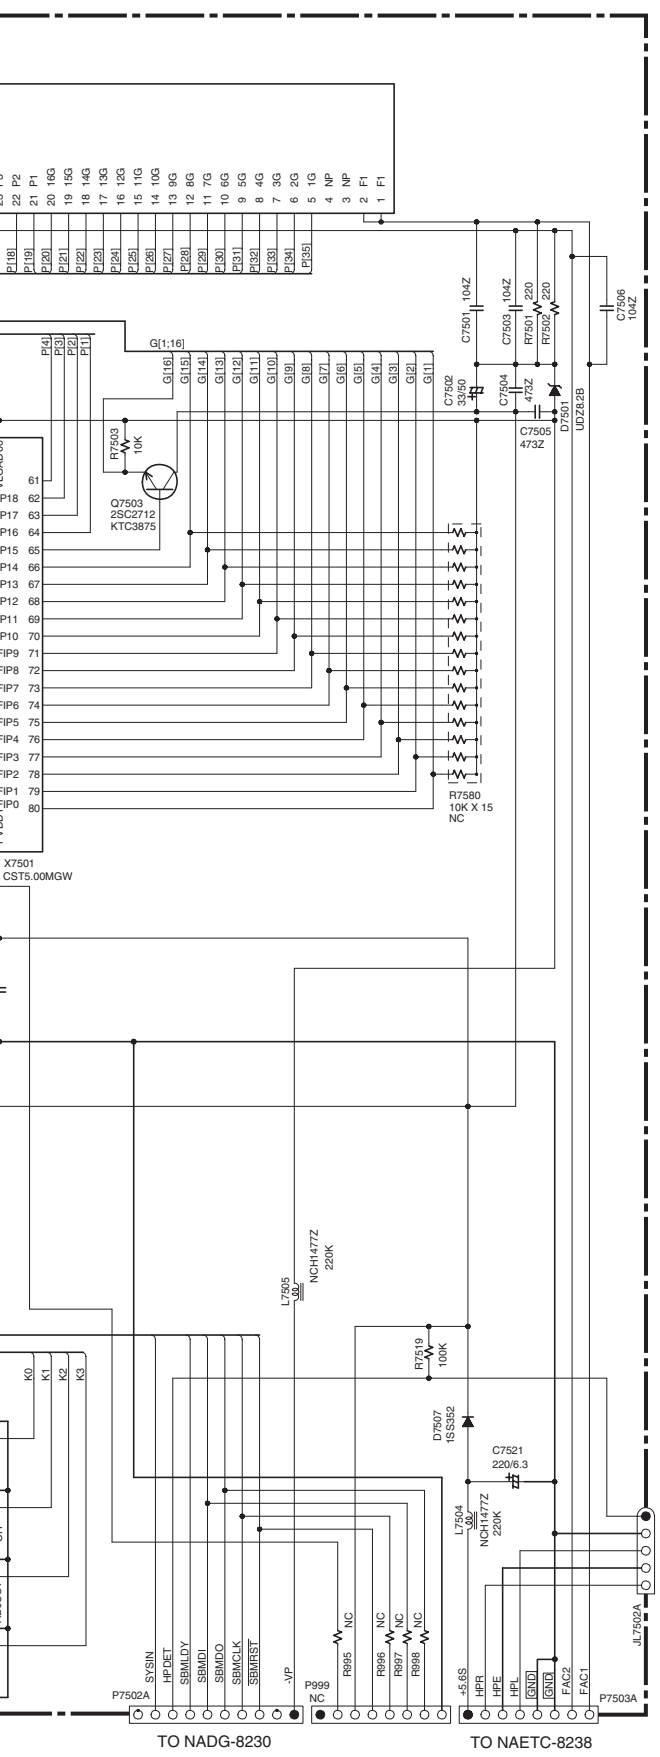 22 P2
21 P1
20 16G
19 15G
18 14G
17 13G
16 12G
15 11G
14 10G
13 9G
12 8G
11 7G
10 6G
9 5G
8 4G
7 3G
6 2G
5 1G
4 NP
3 NP
2 F1
1 F1
P[18]
P[19]
P[20]
P[21]
P[22]
P[23]
P[24]
P[25]
P[26]
P[27]
P[28]
P[29]
P[30]
P[31]
P[32]
P[33]
P[34]
P[35]
C7501 104Z
C7503 104Z
R7501 220
R7502 220
C7506
104Z
P[4]
P[3]
P[2]
P[1]
G[1;16]
G[16]
G[15]
G[14]
G[13]
G[12]
G[11]
G[10]
G[9]
G[8]
G[7]
G[6]
G[5]
G[4]
G[3]
G[2]
G[1]
C7502
33/50
C7504
473Z
D7501
UDZ8.2B
C7505
473Z
R7503
10K
Q7503
2SC2712
KTC3875
61
P18 62
P17 63
P16 64
P15 65
P14 66
P13 67
P12 68
P11 69
P10 70
FIP9 71
FIP8 72
FIP7 73
FIP6 74
FIP5 75
FIP4 76
FIP3 77
FIP2 78
FIP1 79
FIP0 80
R7580
10K X 15
NC
X7501
CST5.00MGW
L7505
NCH1477Z
220K
R7519
100K
K0
K1
K2
K3
D7507
1SS352
C7521
220/6.3
L7504
NCH1477Z
220K
JL7502A
R995 NC
R996 NC
R997 NC
R998 NC
P7502A
SYSIN
HPDET
SBMLDY
SBMDI
SBMDO
SBMCLK
SBMRST
-VP
P999
NC
+5.6S
HPR
HPE
HPL
GND
GND
FAC2
FAC1
P7503A
TO NADG-8230
TO NAETC-8238